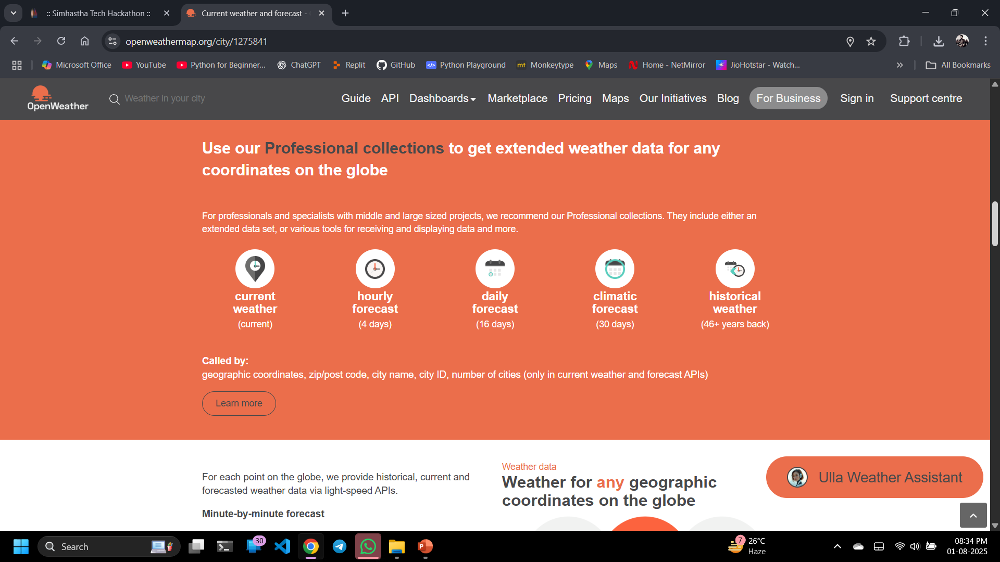 :: Simhastha Tech Hackathon ::
Current weather and forecast -
openweathermap.org/city/1275841
Microsoft Office
YouTube
Python for Beginner...
ChatGPT
Replit
GitHub
Python Playground
mt Monkeytype
Maps
Home - NetMirror
JioHotstar - Watch...
»
All Bookmarks
OpenWeather
Weather in your city
Guide
API
Dashboards
Marketplace
Pricing
Maps
Our Initiatives
Blog
For Business
Sign in
Support centre
Use our Professional collections to get extended weather data for any
coordinates on the globe
For professionals and specialists with middle and large sized projects, we recommend our Professional collections. They include either an
extended data set, or various tools for receiving and displaying data and more.
current
weather
(current)
hourly
forecast
(4 days)
daily
forecast
(16 days)
climatic
forecast
(30 days)
historical
weather
(46+ years back)
Called by:
geographic coordinates, zip/post code, city name, city ID, number of cities (only in current weather and forecast APIs)
Learn more
For each point on the globe, we provide historical, current and
forecasted weather data via light-speed APIs.
Minute-by-minute forecast
Weather data
Weather for any geographic
coordinates on the globe
Ulla Weather Assistant
Search
30
7
26°C
Haze
08:34 PM
01-08-2025